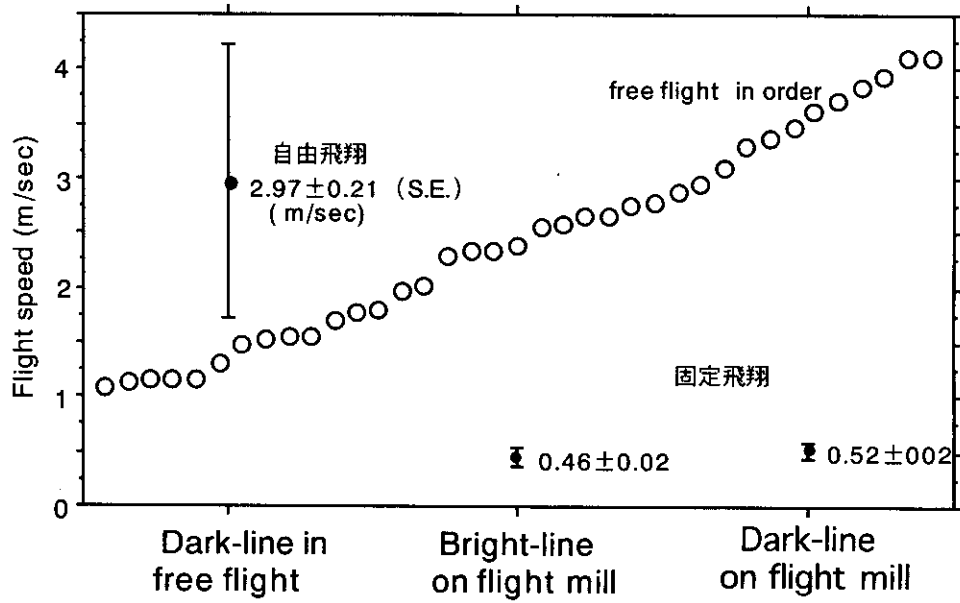 Flight speed (m/sec)
4
3
2
1
0
free flight in order
自由飛翔
2.97±0.21 (S.E.)
(m/sec)
固定飛翔
0.46±0.02
0.52±002
Dark-line in
free flight
Bright-line
on flight mill
Dark-line
on flight mill